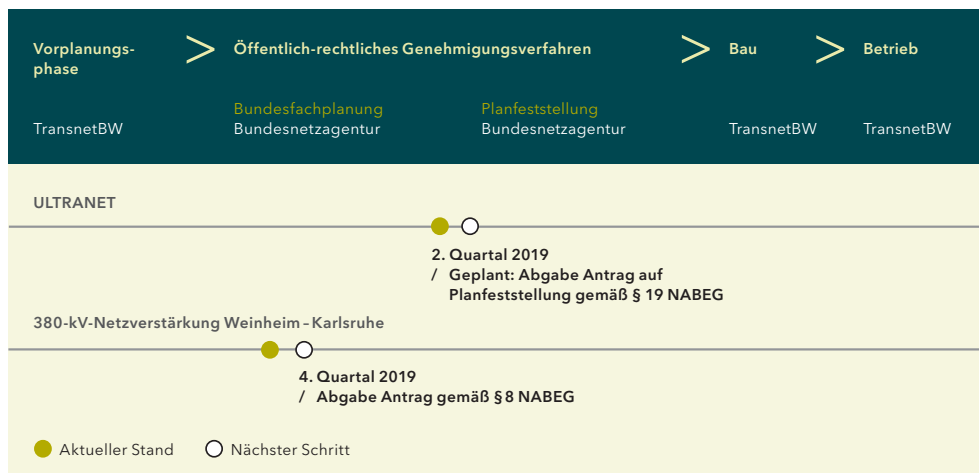 Vorplanungs-
phase
> Öffentlich-rechtliches Genehmigungsverfahren
> Bau
> Betrieb
Bundesfachplanung
Planfeststellung
TransnetBW
Bundesnetzagentur
Bundesnetzagentur
TransnetBW
TransnetBW
ULTRANET
2. Quartal 2019
/ Geplant: Abgabe Antrag auf
Planfeststellung gemäß § 19 NABEG
380-kV-Netzverstärkung Weinheim – Karlsruhe
4. Quartal 2019
/ Abgabe Antrag gemäß § 8 NABEG
Aktueller Stand
Nächster Schritt